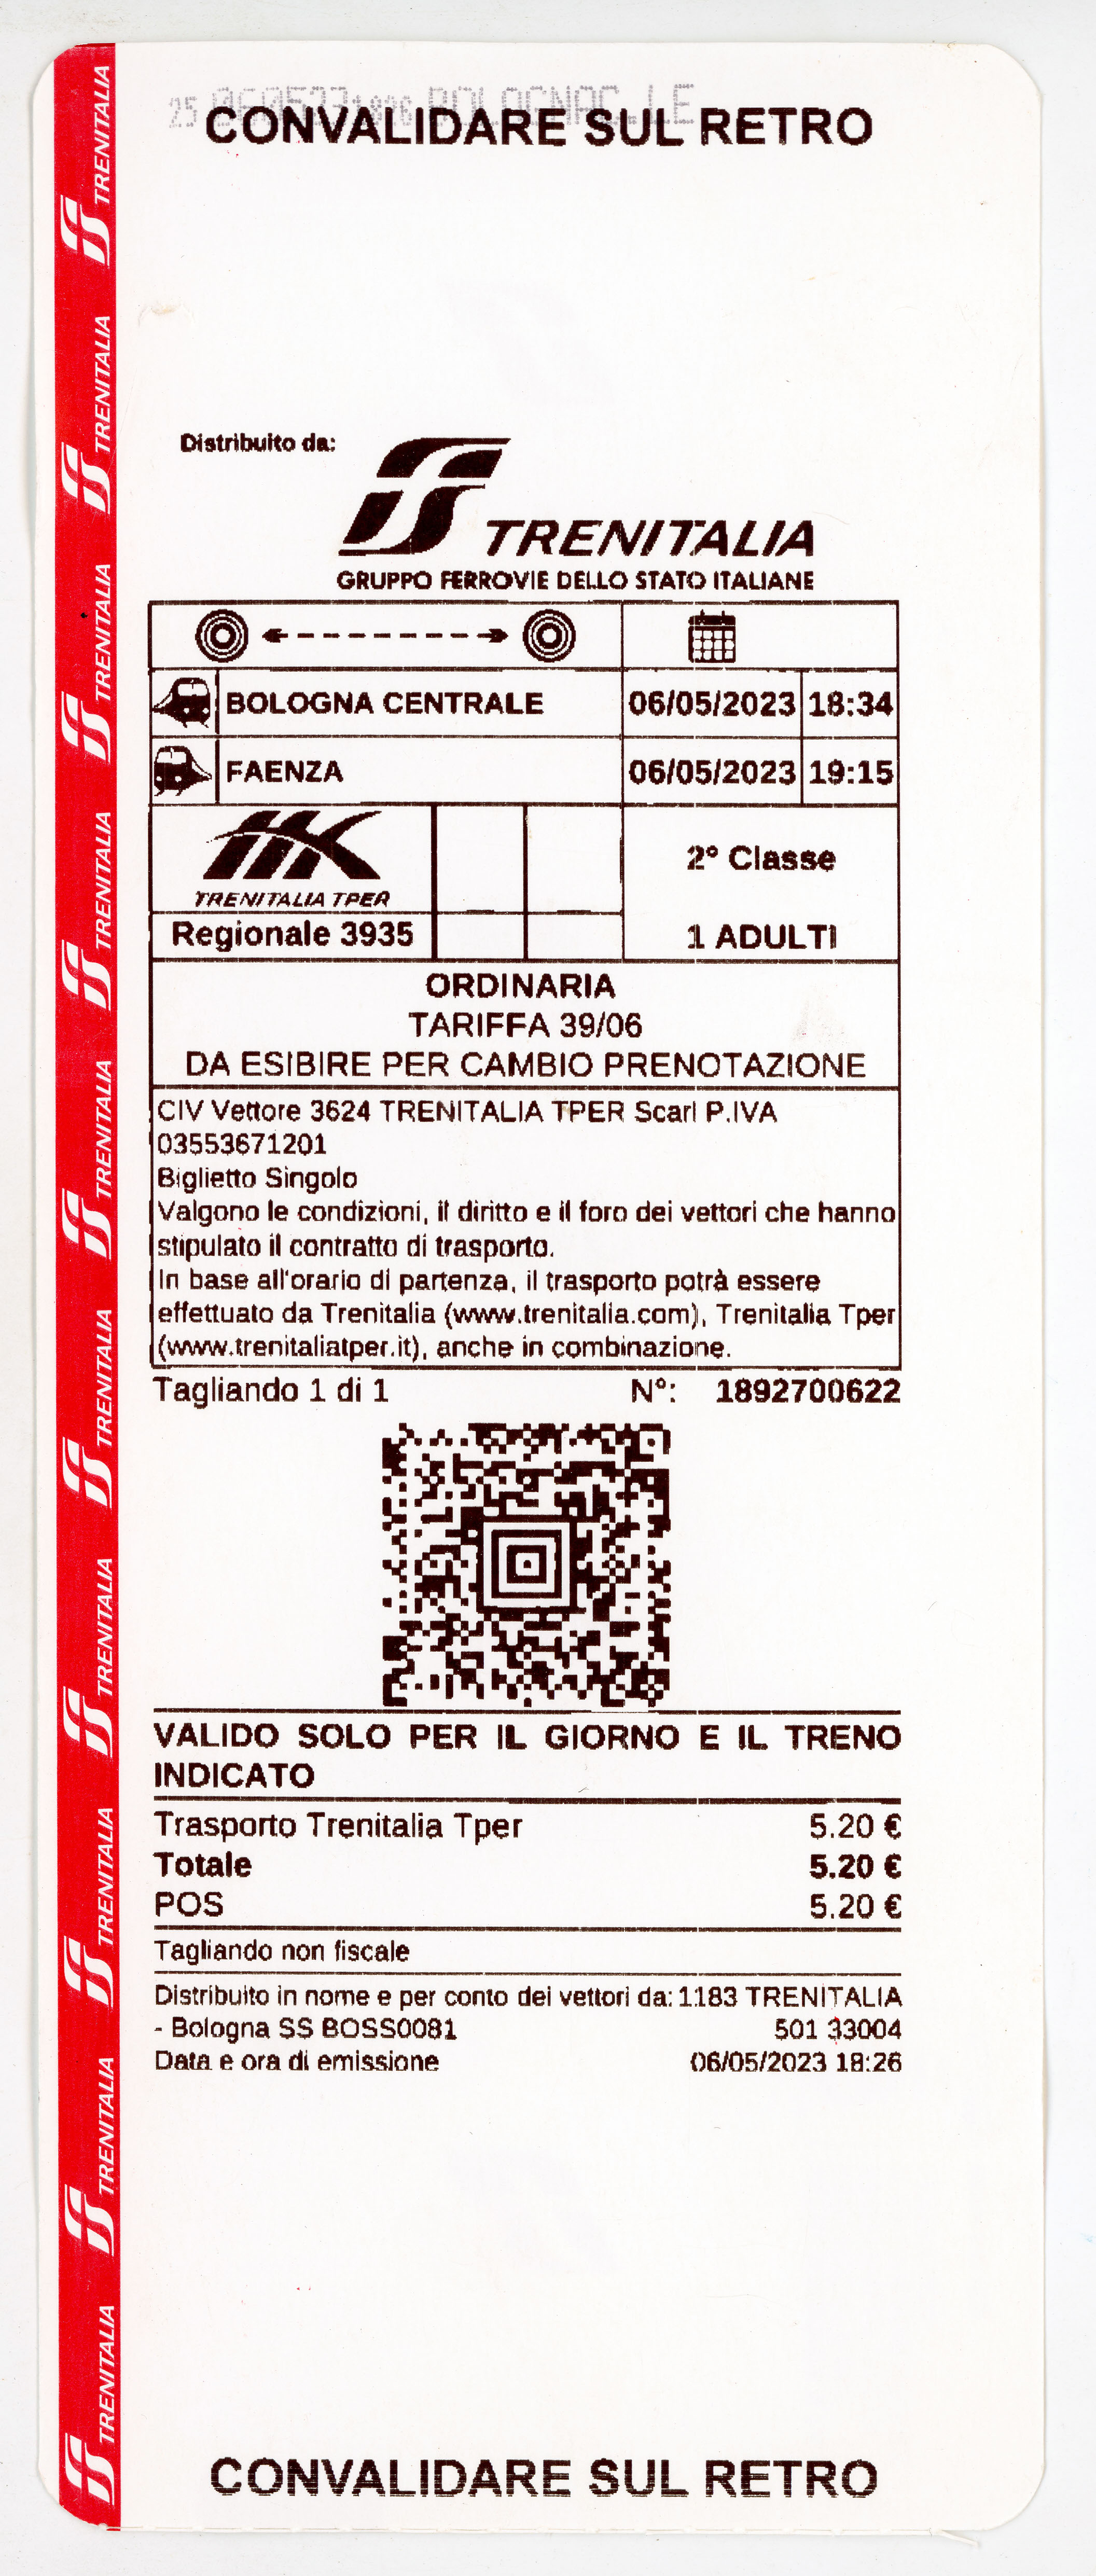 BOLOGNA C.LE
CONVALIDARE SUL RETRO
Distribuito da:
TRENITALIA
GRUPPO FERROVIE DELLO STATO ITALIANE
BOLOGNA CENTRALE 06/05/2023 18:34
FAENZA 06/05/2023 19:15
TRENITALIA TPER
2° Classe
Regionale 3935
1 ADULTI
ORDINARIA
TARIFFA 39/06
DA ESIBIRE PER CAMBIO PRENOTAZIONE
CIV Vettore 3624 TRENITALIA TPER Scarl P.IVA
03553671201
Biglietto Singolo
Valgono le condizioni, il diritto e il foro dei vettori che hanno
stipulato il contratto di trasporto.
In base all'orario di partenza, il trasporto potrà essere
effettuato da Trenitalia (www.trenitalia.com), Trenitalia Tper
(www.trenitaliatper.it), anche in combinazione.
Tagliando 1 di 1 N°: 1892700622
VALIDO SOLO PER IL GIORNO E IL TRENO
INDICATO
Trasporto Trenitalia Tper 5.20 €
Totale 5.20 €
POS 5.20 €
Tagliando non fiscale
Distribuito in nome e per conto dei vettori da: 1183 TRENITALIA
- Bologna SS BOSS0081 501 33004
Data e ora di emissione 06/05/2023 18:26
CONVALIDARE SUL RETRO
TRENITALIA
TRENITALIA
TRENITALIA
TRENITALIA
TRENITALIA
TRENITALIA
TRENITALIA
TRENITALIA
TRENITALIA
TRENITALIA